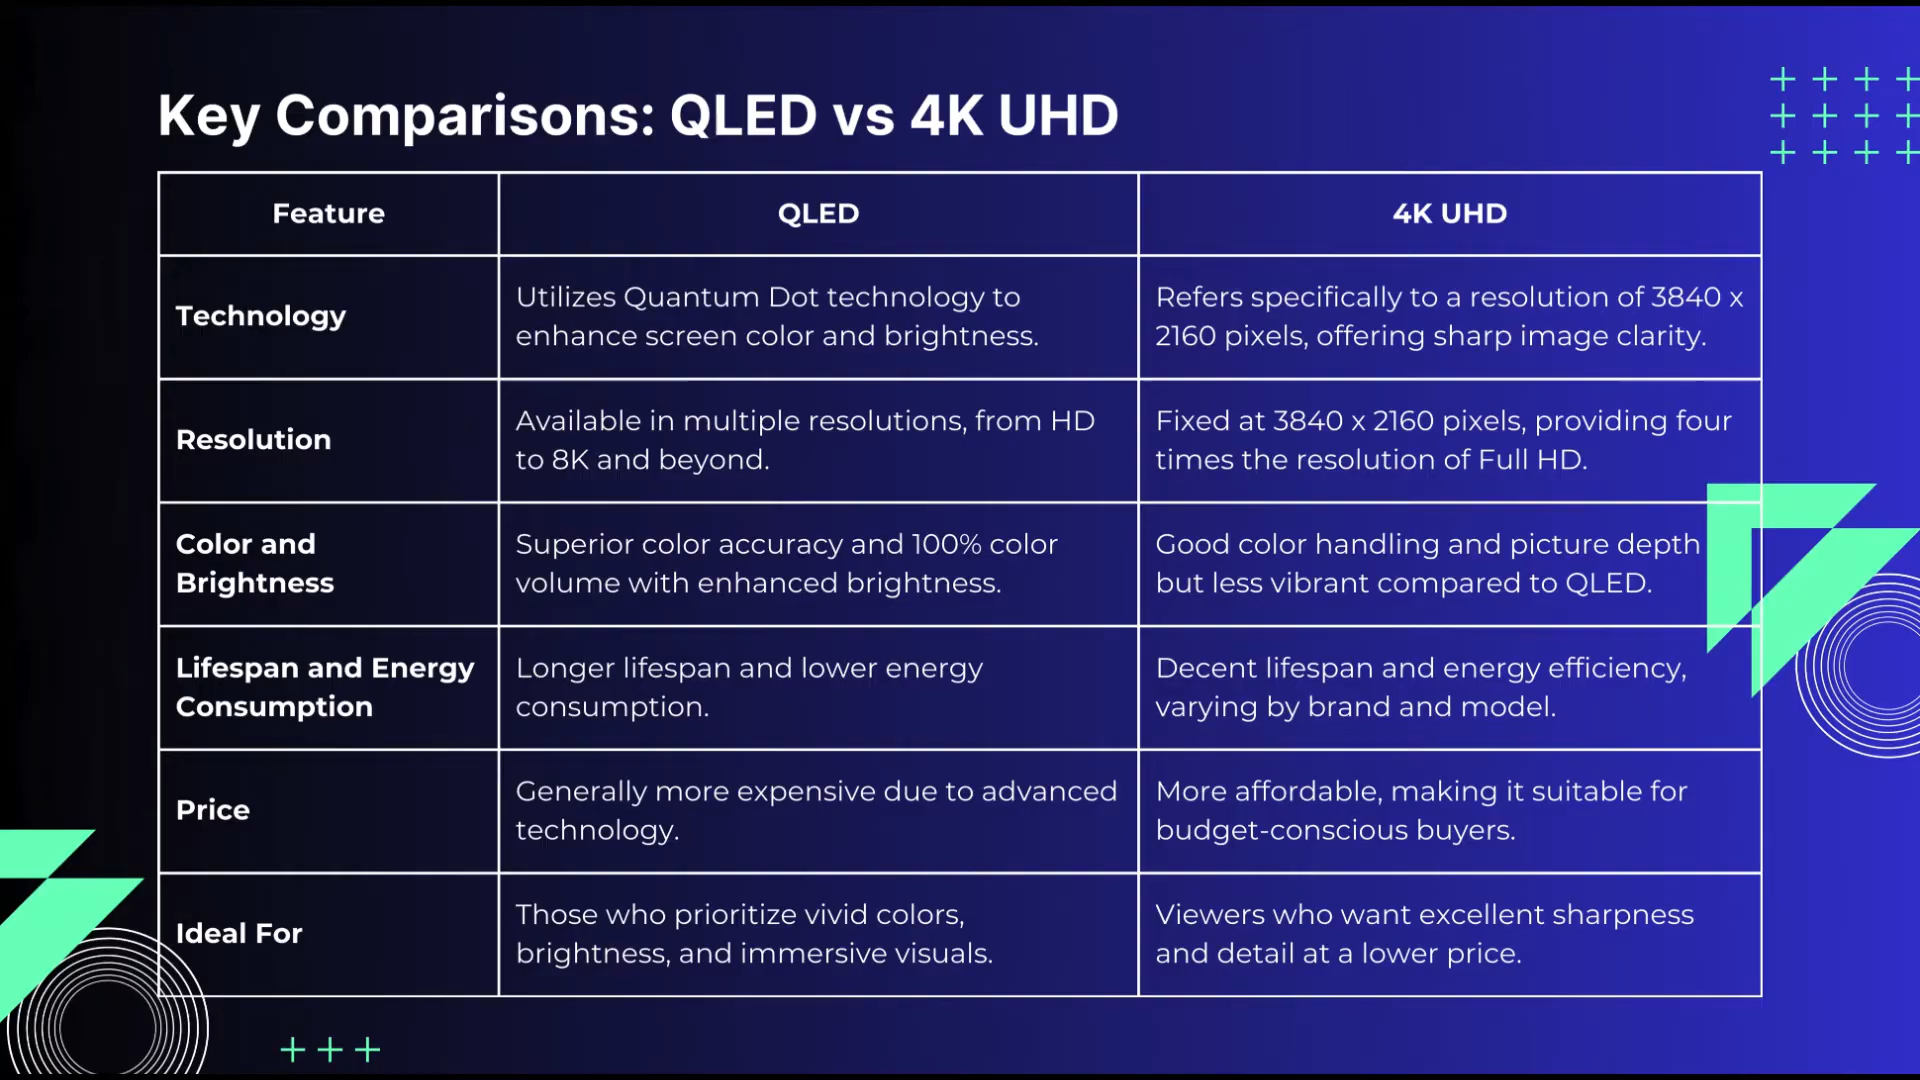 Key Comparisons: QLED vs 4K UHD
Feature
QLED
4K UHD
Technology
Utilizes Quantum Dot technology to
enhance screen color and brightness.
Refers specifically to a resolution of 3840 x
2160 pixels, offering sharp image clarity.
Resolution
Available in multiple resolutions, from HD
to 8K and beyond.
Fixed at 3840 x 2160 pixels, providing four
times the resolution of Full HD.
Color and
Brightness
Superior color accuracy and 100% color
volume with enhanced brightness.
Good color handling and picture depth
but less vibrant compared to QLED.
Lifespan and Energy
Consumption
Longer lifespan and lower energy
consumption.
Decent lifespan and energy efficiency,
varying by brand and model.
Price
Generally more expensive due to advanced
technology.
More affordable, making it suitable for
budget-conscious buyers.
Ideal For
Those who prioritize vivid colors,
brightness, and immersive visuals.
Viewers who want excellent sharpness
and detail at a lower price.